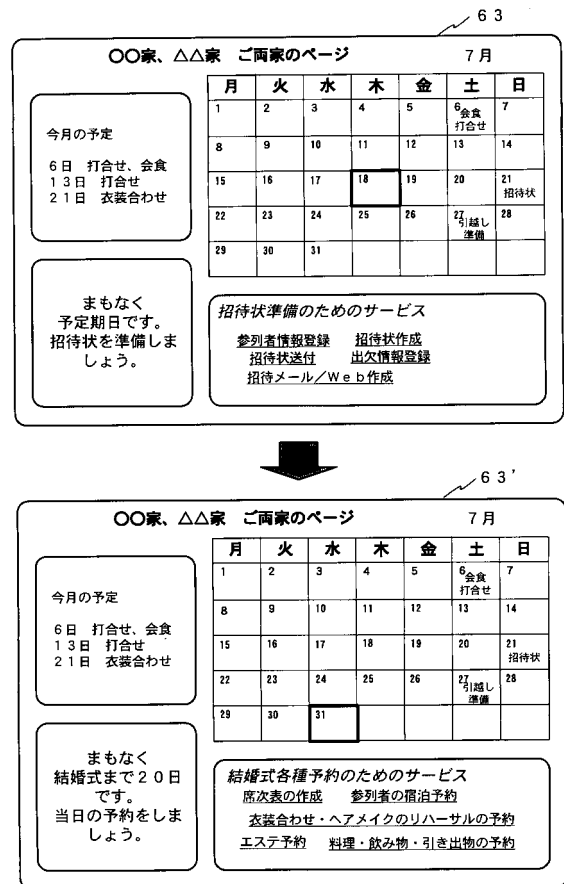 63
〇〇家、△△家 ご両家のページ 7月
月 火 水 木 金 土 日
1 2 3 4 5 6 会食 打合せ 7
8 9 10 11 12 13 14
15 16 17 18 19 20 21 招待状
22 23 24 25 26 27 引越し 準備 28
29 30 31
今月の予定
6日 打合せ、会食
13日 打合せ
21日 衣装合わせ
まもなく
予定期日です。
招待状を準備しま
しょう。
招待状準備のためのサービス
参列者情報登録 招待状作成
招待状送付 出欠情報登録
招待メール/Web作成
63'
〇〇家、△△家 ご両家のページ 7月
月 火 水 木 金 土 日
1 2 3 4 5 6 会食 打合せ 7
8 9 10 11 12 13 14
15 16 17 18 19 20 21 招待状
22 23 24 25 26 27 引越し 準備 28
29 30 31
今月の予定
6日 打合せ、会食
13日 打合せ
21日 衣装合わせ
まもなく
結婚式まで20日
です。
当日の予約をしま
しょう。
結婚式各種予約のためのサービス
席次表の作成 参列者の宿泊予約
衣装合わせ・ヘアメイクのリハーサルの予約
エステ予約 料理・飲み物・引き出物の予約